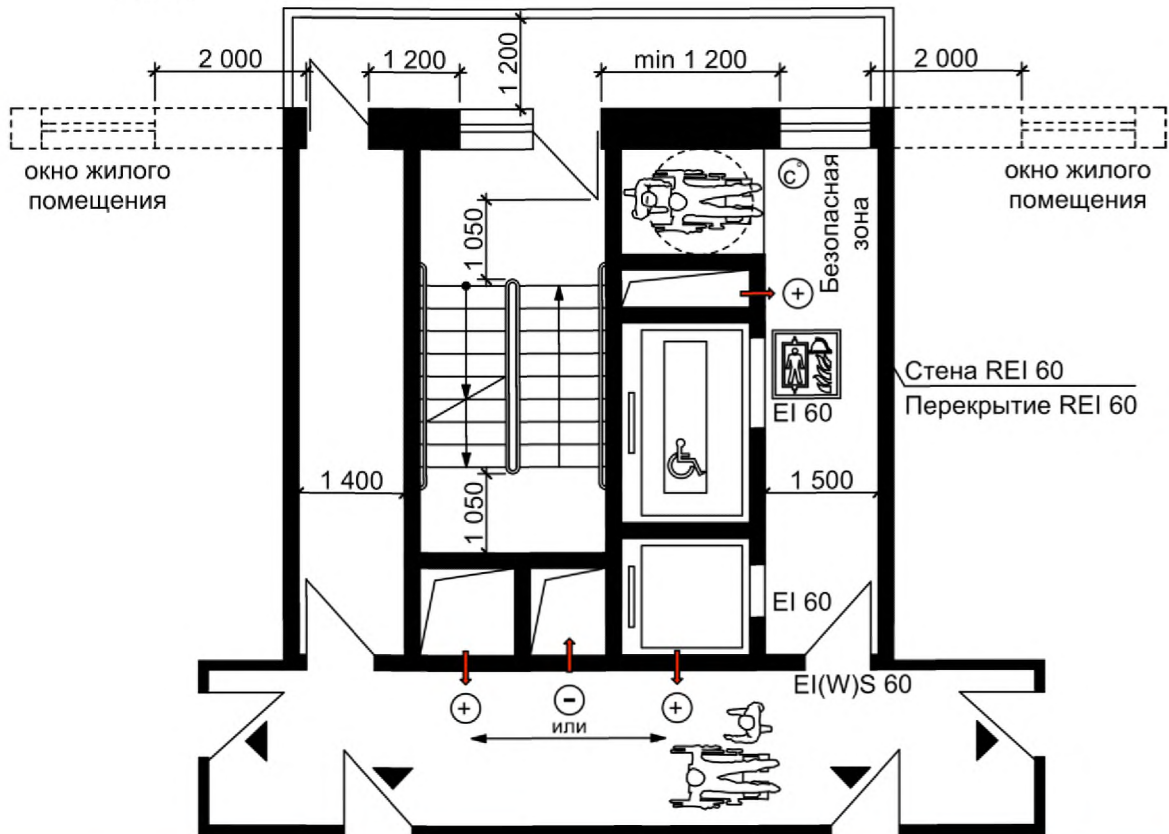 2 000
1 200
1 200
min 1 200
2 000
окно жилого
помещения
окно жилого
помещения
С°
Безопасная
зона
1 050
+
Стена REI 60
Перекрытие REI 60
EI 60
1 400
1 050
1 500
EI 60
EI(W)S 60
+
−
+
или